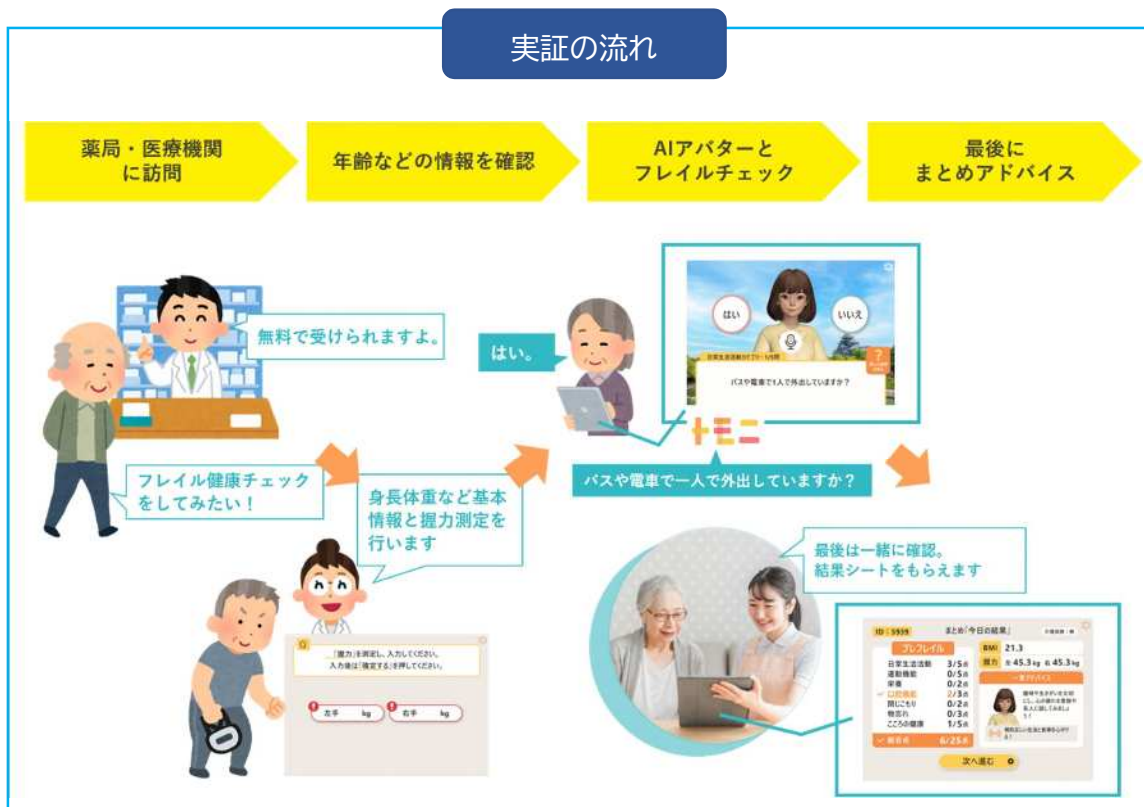 実証の流れ
薬局・医療機関
に訪問
年齢などの情報を確認
AIアバターと
フレイルチェック
最後に
まとめアドバイス
無料で受けられますよ。
フレイル健康チェック
をしてみたい！
身長体重など基本
情報と握力測定を
行います
「握力」を測定し、入力してください。
入力後は「確定する」を押してください。
左手 kg
右手 kg
はい。
はい
いいえ
バスや電車で1人で外出していますか？
トモニ
バスや電車で一人で外出していますか？
最後は一緒に確認。
結果シートをもらえます
ID：5959
まとめ「今日の結果」
プレフレイル
日常生活活動 3/5点
運動機能 0/5点
栄養 0/2点
口腔機能 2/3点
閉じこもり 0/2点
物忘れ 0/3点
こころの健康 1/5点
総合点 6/25点
BMI 21.3
握力 左 45.3 kg 右 45.3 kg
一言アドバイス
次へ進む